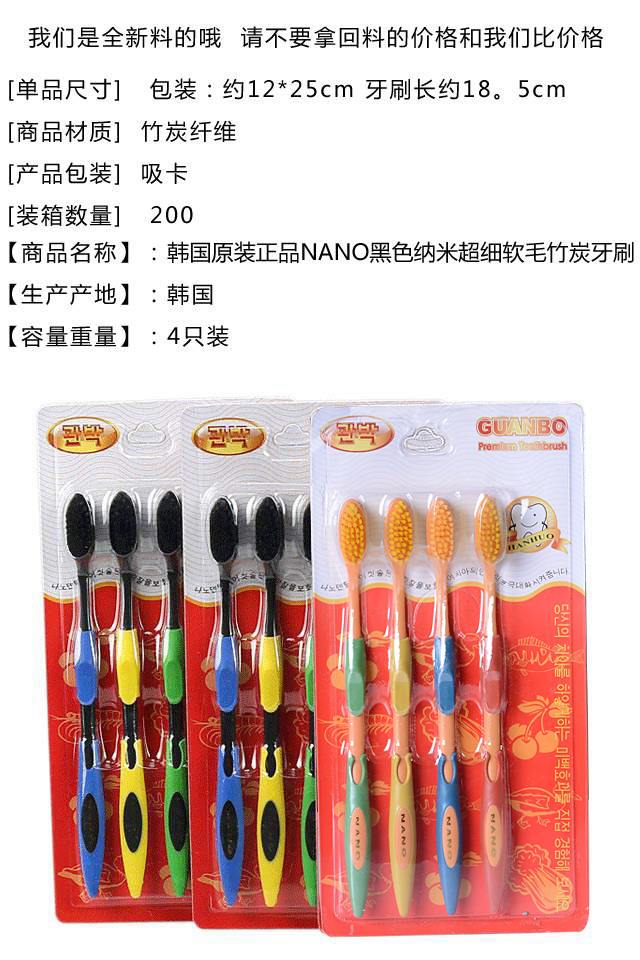 我们是全新料的哦 请不要拿回料的价格和我们比价格
[单品尺寸] 包装：约12*25cm 牙刷长约18。5cm
[商品材质] 竹炭纤维
[产品包装] 吸卡
[装箱数量] 200
【商品名称】：韩国原装正品NANO黑色纳米超细软毛竹炭牙刷
【生产产地】：韩国
【容量重量】：4只装
관박
관박
관박
GUANBO
Premium Toothbrush
HANHUO
NANO
NANO
NANO
NANO